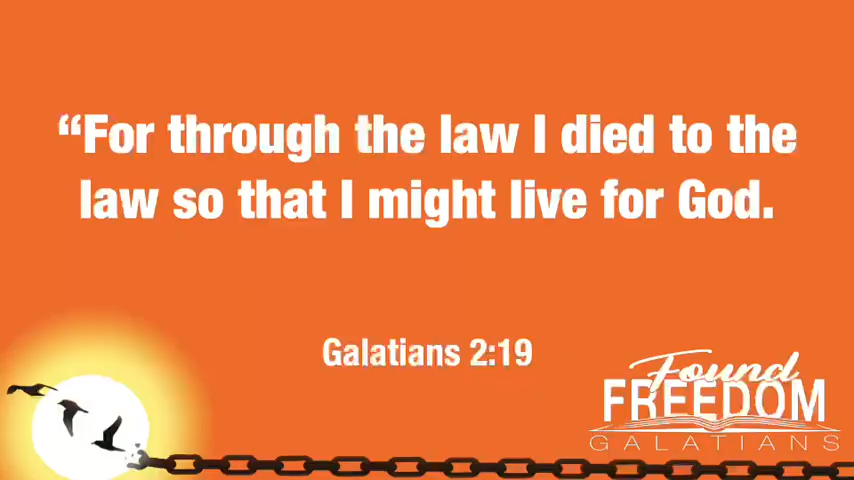 “For through the law I died to the
law so that I might live for God.
Galatians 2:19
Found
FREEDOM
GALATIANS